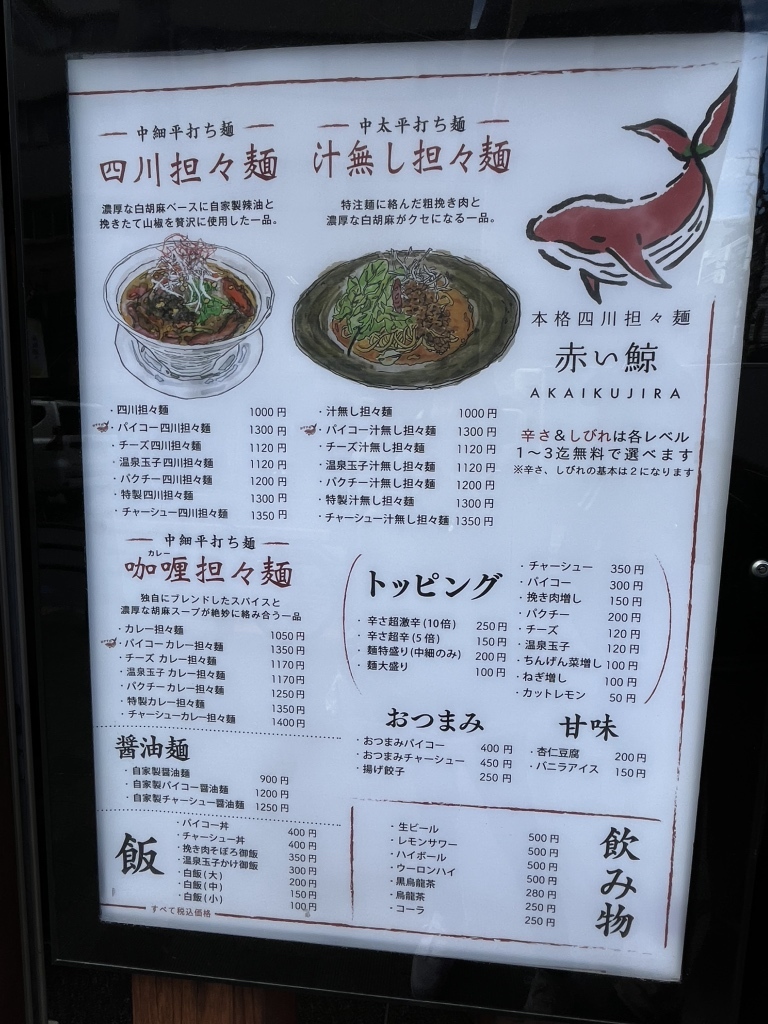 中細平打ち麺
四川担々麺
濃厚な白胡麻ベースに自家製辣油と
挽きたて山椒を贅沢に使用した一品。
・四川担々麺 1000円
・パイコー四川担々麺 1300円
・チーズ四川担々麺 1120円
・温泉玉子四川担々麺 1120円
・パクチー四川担々麺 1200円
・特製四川担々麺 1300円
・チャーシュー四川担々麺 1350円
中太平打ち麺
汁無し担々麺
特注麺に絡んだ粗挽き肉と
濃厚な白胡麻がクセになる一品。
・汁無し担々麺 1000円
・パイコー汁無し担々麺 1300円
・チーズ汁無し担々麺 1120円
・温泉玉子汁無し担々麺 1120円
・パクチー汁無し担々麺 1200円
・特製汁無し担々麺 1300円
・チャーシュー汁無し担々麺 1350円
本格四川担々麺
赤い鯨
AKAIKUJIRA
辛さ&しびれは各レベル
1〜3迄無料で選べます
※辛さ、しびれの基本は2になります
中細平打ち麺
カレー
咖喱担々麺
独自にブレンドしたスパイスと
濃厚な胡麻スープが絶妙に絡み合う一品
・カレー担々麺 1050円
・パイコーカレー担々麺 1350円
・チーズ カレー担々麺 1170円
・温泉玉子カレー担々麺 1170円
・パクチーカレー担々麺 1250円
・特製カレー担々麺 1350円
・チャーシューカレー担々麺 1400円
トッピング
・辛さ超激辛(10倍) 250円
・辛さ超辛(5倍) 150円
・麺特盛り(中細のみ) 200円
・麺大盛り 100円
・チャーシュー 350円
・パイコー 300円
・挽き肉増し 150円
・パクチー 200円
・チーズ 120円
・温泉玉子 120円
・ちんげん菜増し 100円
・ねぎ増し 100円
・カットレモン 50円
おつまみ
・おつまみパイコー 400円
・おつまみチャーシュー 450円
・揚げ餃子 250円
甘味
・杏仁豆腐 200円
・バニラアイス 150円
醤油麺
・自家製醤油麺 900円
・自家製パイコー醤油麺 1200円
・自家製チャーシュー醤油麺 1250円
飯
・パイコー丼 400円
・チャーシュー丼 400円
・挽き肉そぼろ御飯 350円
・温泉玉子かけ御飯 300円
・白飯(大) 200円
・白飯(中) 150円
・白飯(小) 100円
すべて税込価格
飲み物
・生ビール 500円
・レモンサワー 500円
・ハイボール 500円
・ウーロンハイ 500円
・黒烏龍茶 280円
・烏龍茶 250円
・コーラ 250円